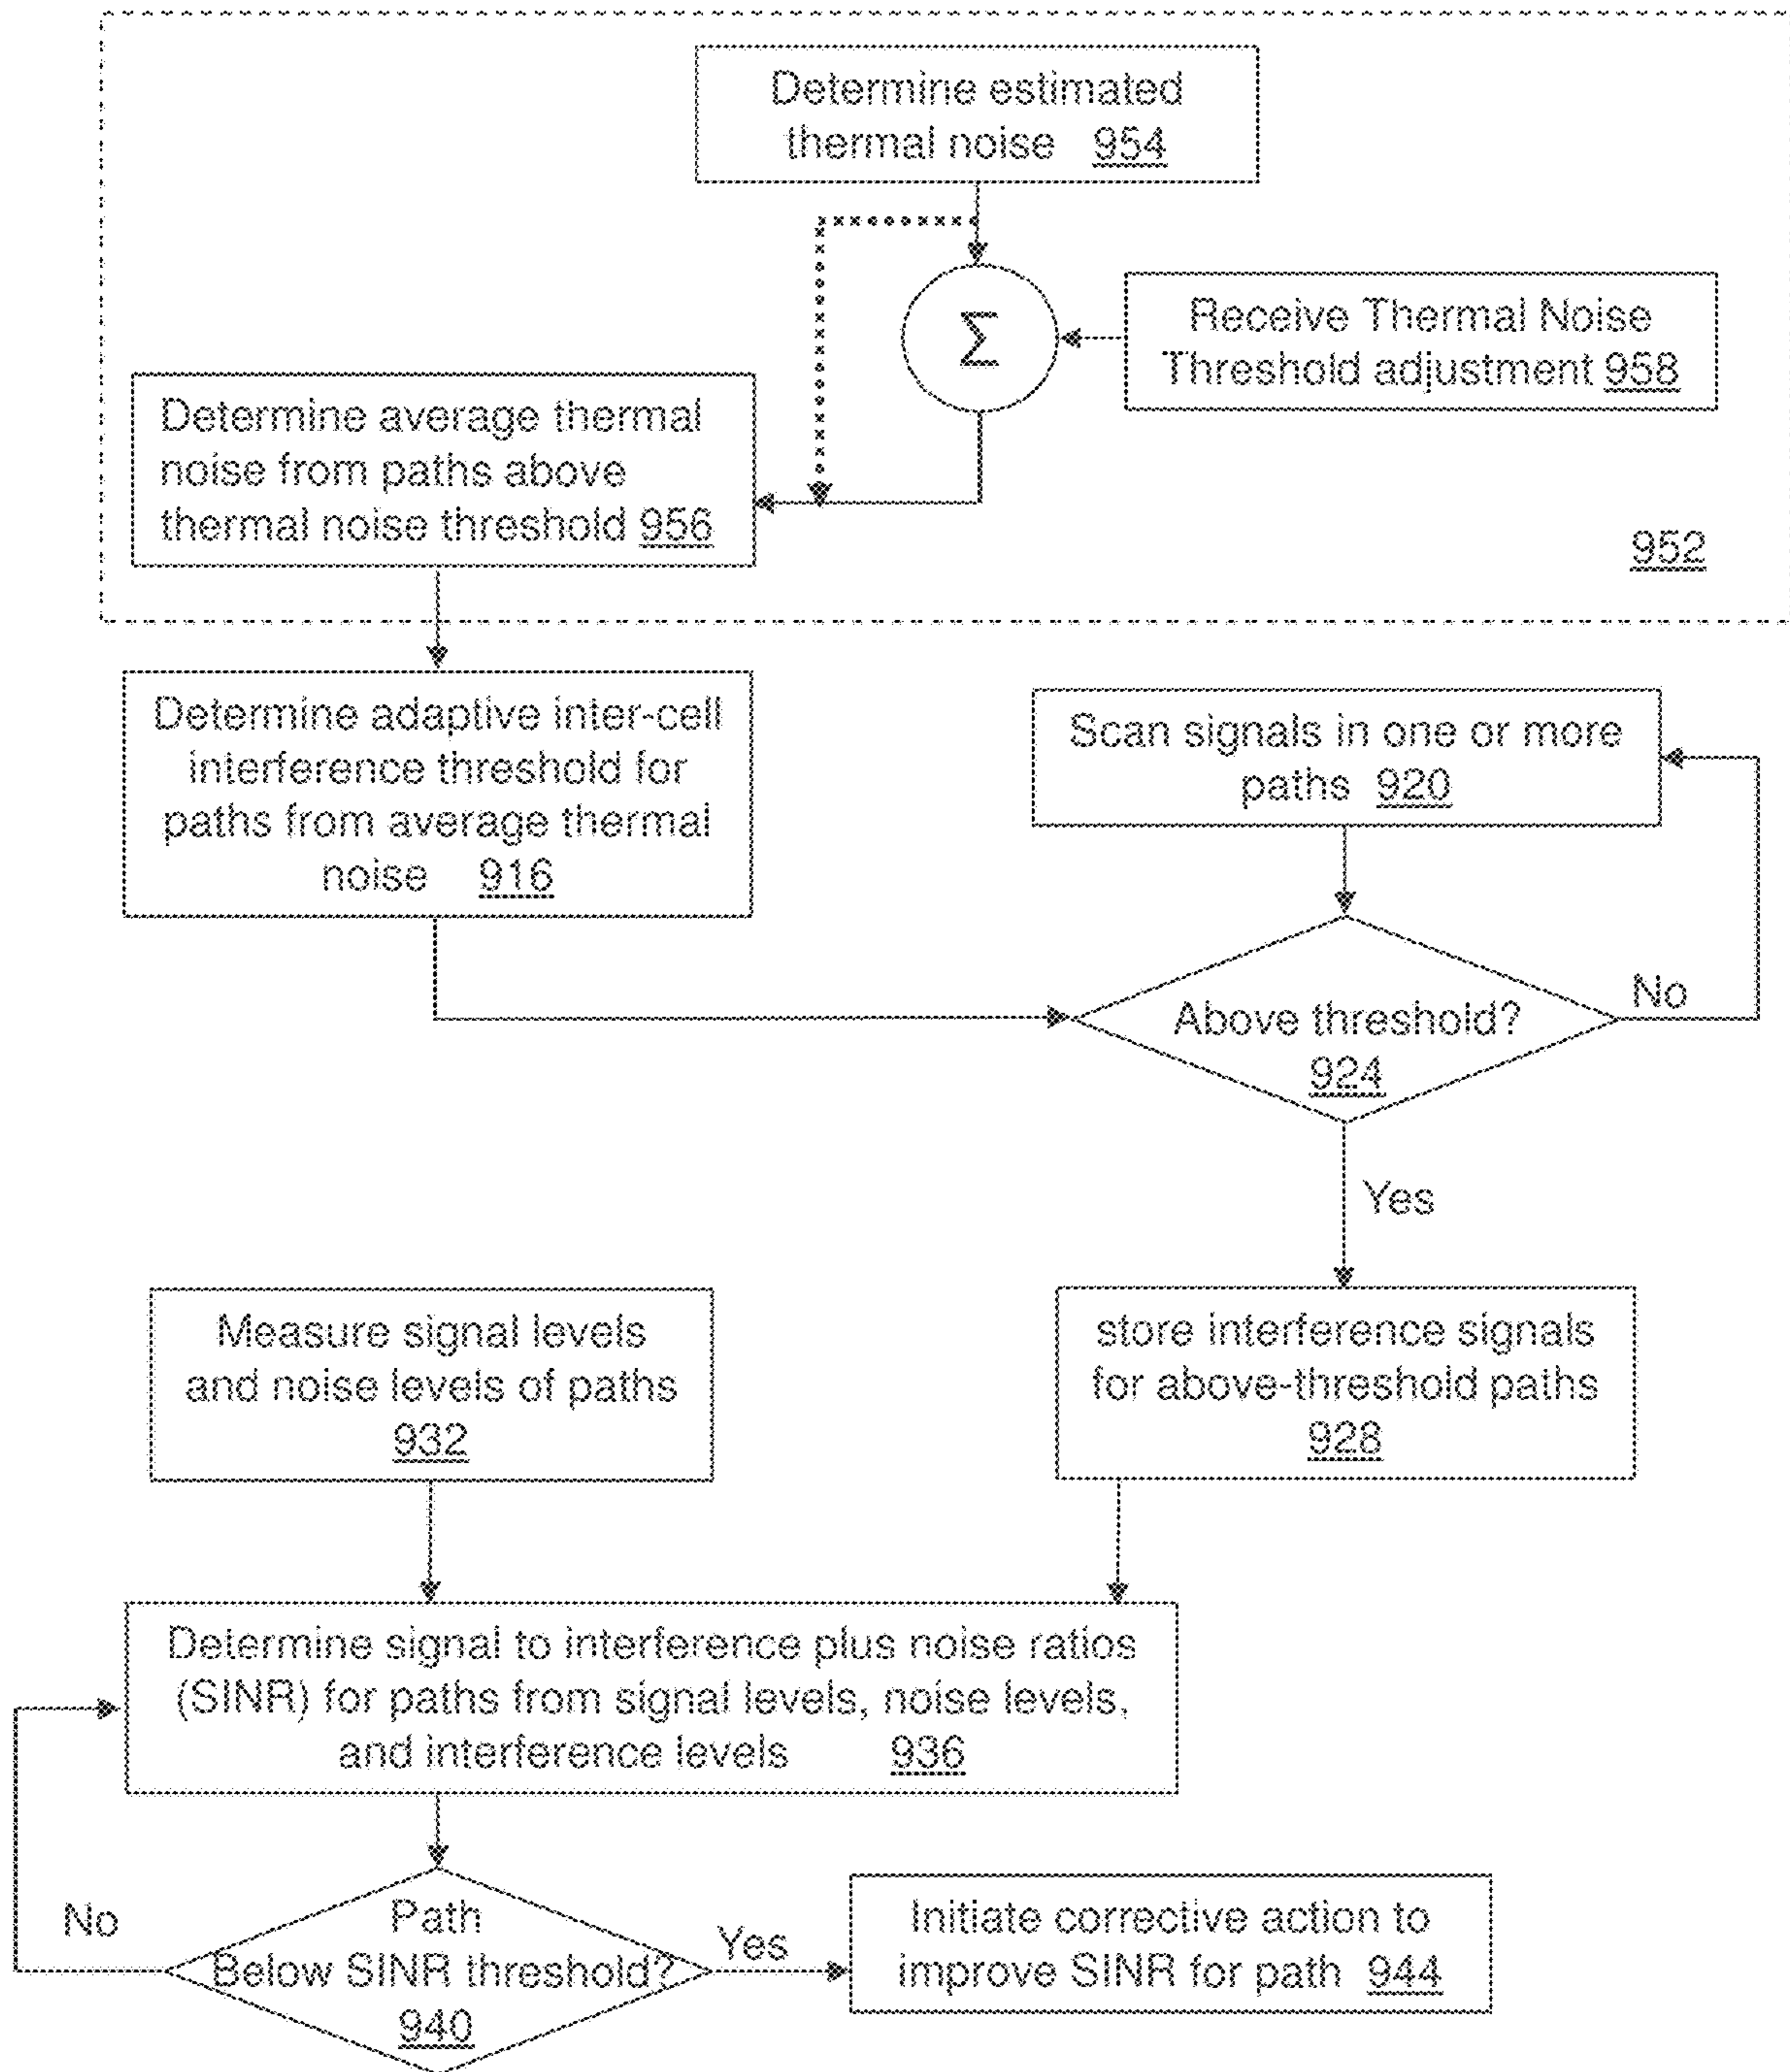 Determine estimated
thermal noise 954
Σ
Receive Thermal Noise
Threshold adjustment 958
Determine average thermal
noise from paths above
thermal noise threshold 956
952
Determine adaptive inter-cell
interference threshold for
paths from average thermal
noise 916
Scan signals in one or more
paths 920
Above threshold?
924
No
Yes
Measure signal levels
and noise levels of paths
932
store interference signals
for above-threshold paths
928
Determine signal to interference plus noise ratios
(SINR) for paths from signal levels, noise levels,
and interference levels 936
No
Path
Below SINR threshold?
940
Yes
Initiate corrective action to
improve SINR for path 944